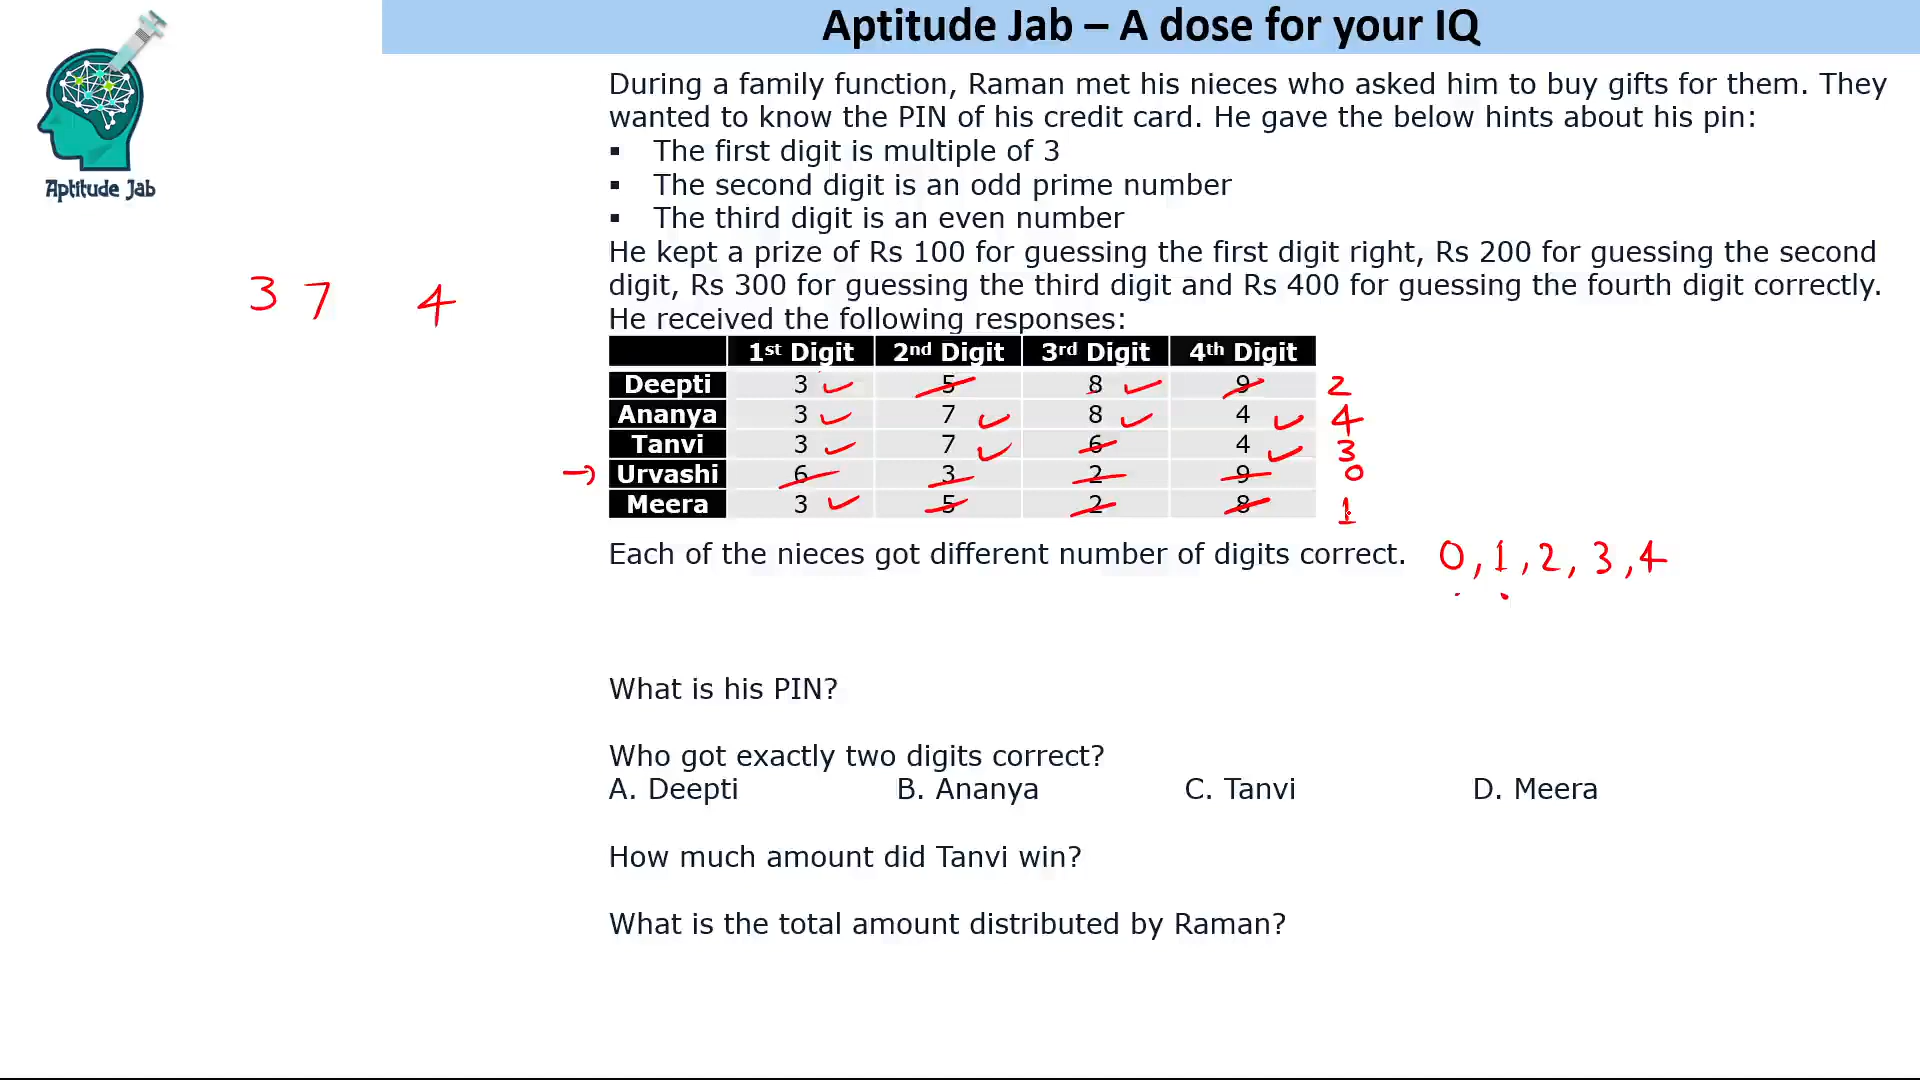 Aptitude Jab – A dose for your IQ
Aptitude Jab
During a family function, Raman met his nieces who asked him to buy gifts for them. They
wanted to know the PIN of his credit card. He gave the below hints about his pin:
▪ The first digit is multiple of 3
▪ The second digit is an odd prime number
▪ The third digit is an even number
He kept a prize of Rs 100 for guessing the first digit right, Rs 200 for guessing the second
digit, Rs 300 for guessing the third digit and Rs 400 for guessing the fourth digit correctly.
He received the following responses:
3 7 4
1st Digit 2nd Digit 3rd Digit 4th Digit
Deepti 3 5 8 9 2
Ananya 3 7 8 4 4
Tanvi 3 7 6 4 3
Urvashi 6 3 2 9 0
Meera 3 5 2 8 1
Each of the nieces got different number of digits correct. 0, 1, 2, 3, 4
What is his PIN?
Who got exactly two digits correct?
A. Deepti B. Ananya C. Tanvi D. Meera
How much amount did Tanvi win?
What is the total amount distributed by Raman?